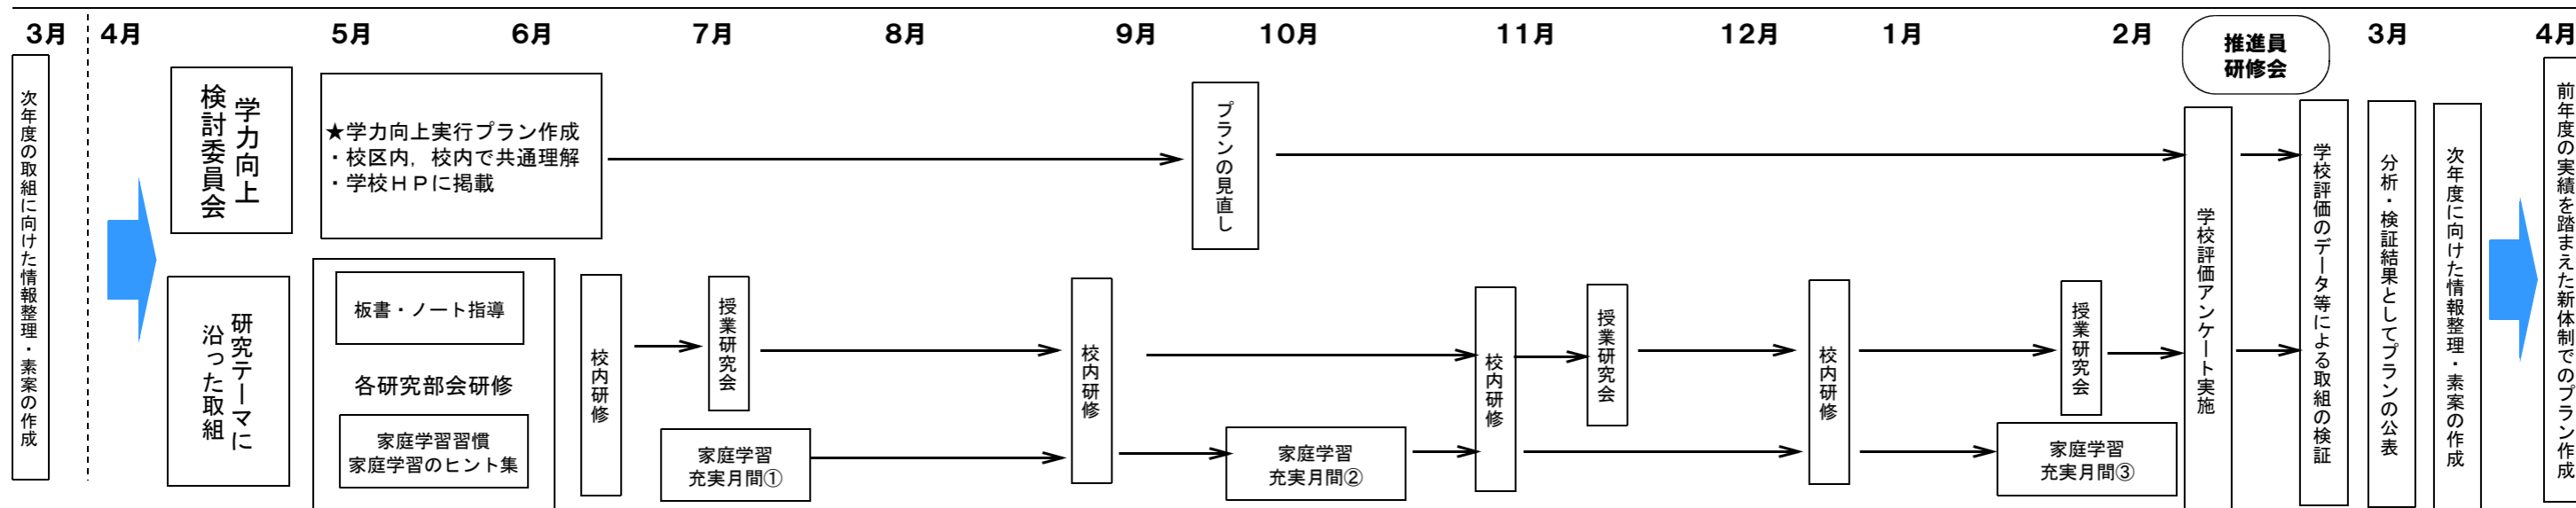 3月
4月
5月
6月
7月
8月
9月
10月
11月
12月
1月
2月
推進員
研修会
3月
4月
次年度の取組に向けた情報整理・素案の作成
学力向上
検討委員会
★学力向上実行プラン作成
・校区内，校内で共通理解
・学校ＨＰに掲載
プランの見直し
研究テーマに
沿った取組
板書・ノート指導
各研究部会研修
家庭学習習慣
家庭学習のヒント集
校内研修
授業研究会
家庭学習
充実月間①
校内研修
家庭学習
充実月間②
校内研修
授業研究会
校内研修
授業研究会
家庭学習
充実月間③
学校評価アンケート実施
学校評価のデータ等による取組の検証
分析・検証結果としてプランの公表
次年度に向けた情報整理・素案の作成
前年度の実績を踏まえた新体制でのプラン作成